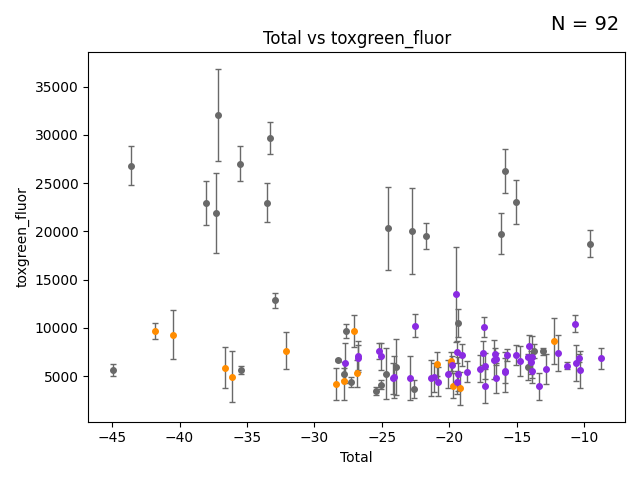 N = 92
Total vs toxgreen_fluor
35000
30000
25000
20000
15000
10000
5000
toxgreen_fluor
−45 −40 −35 −30 −25 −20 −15 −10
Total